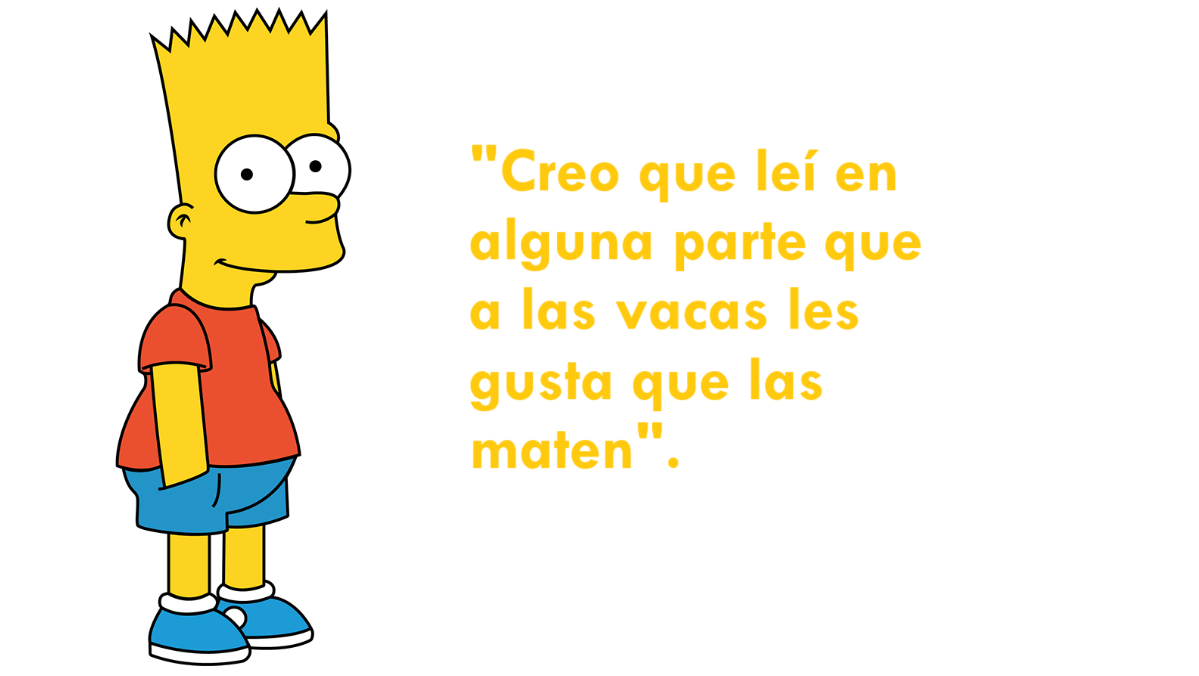 "Creo que leí en
alguna parte que
a las vacas les
gusta que las
maten".